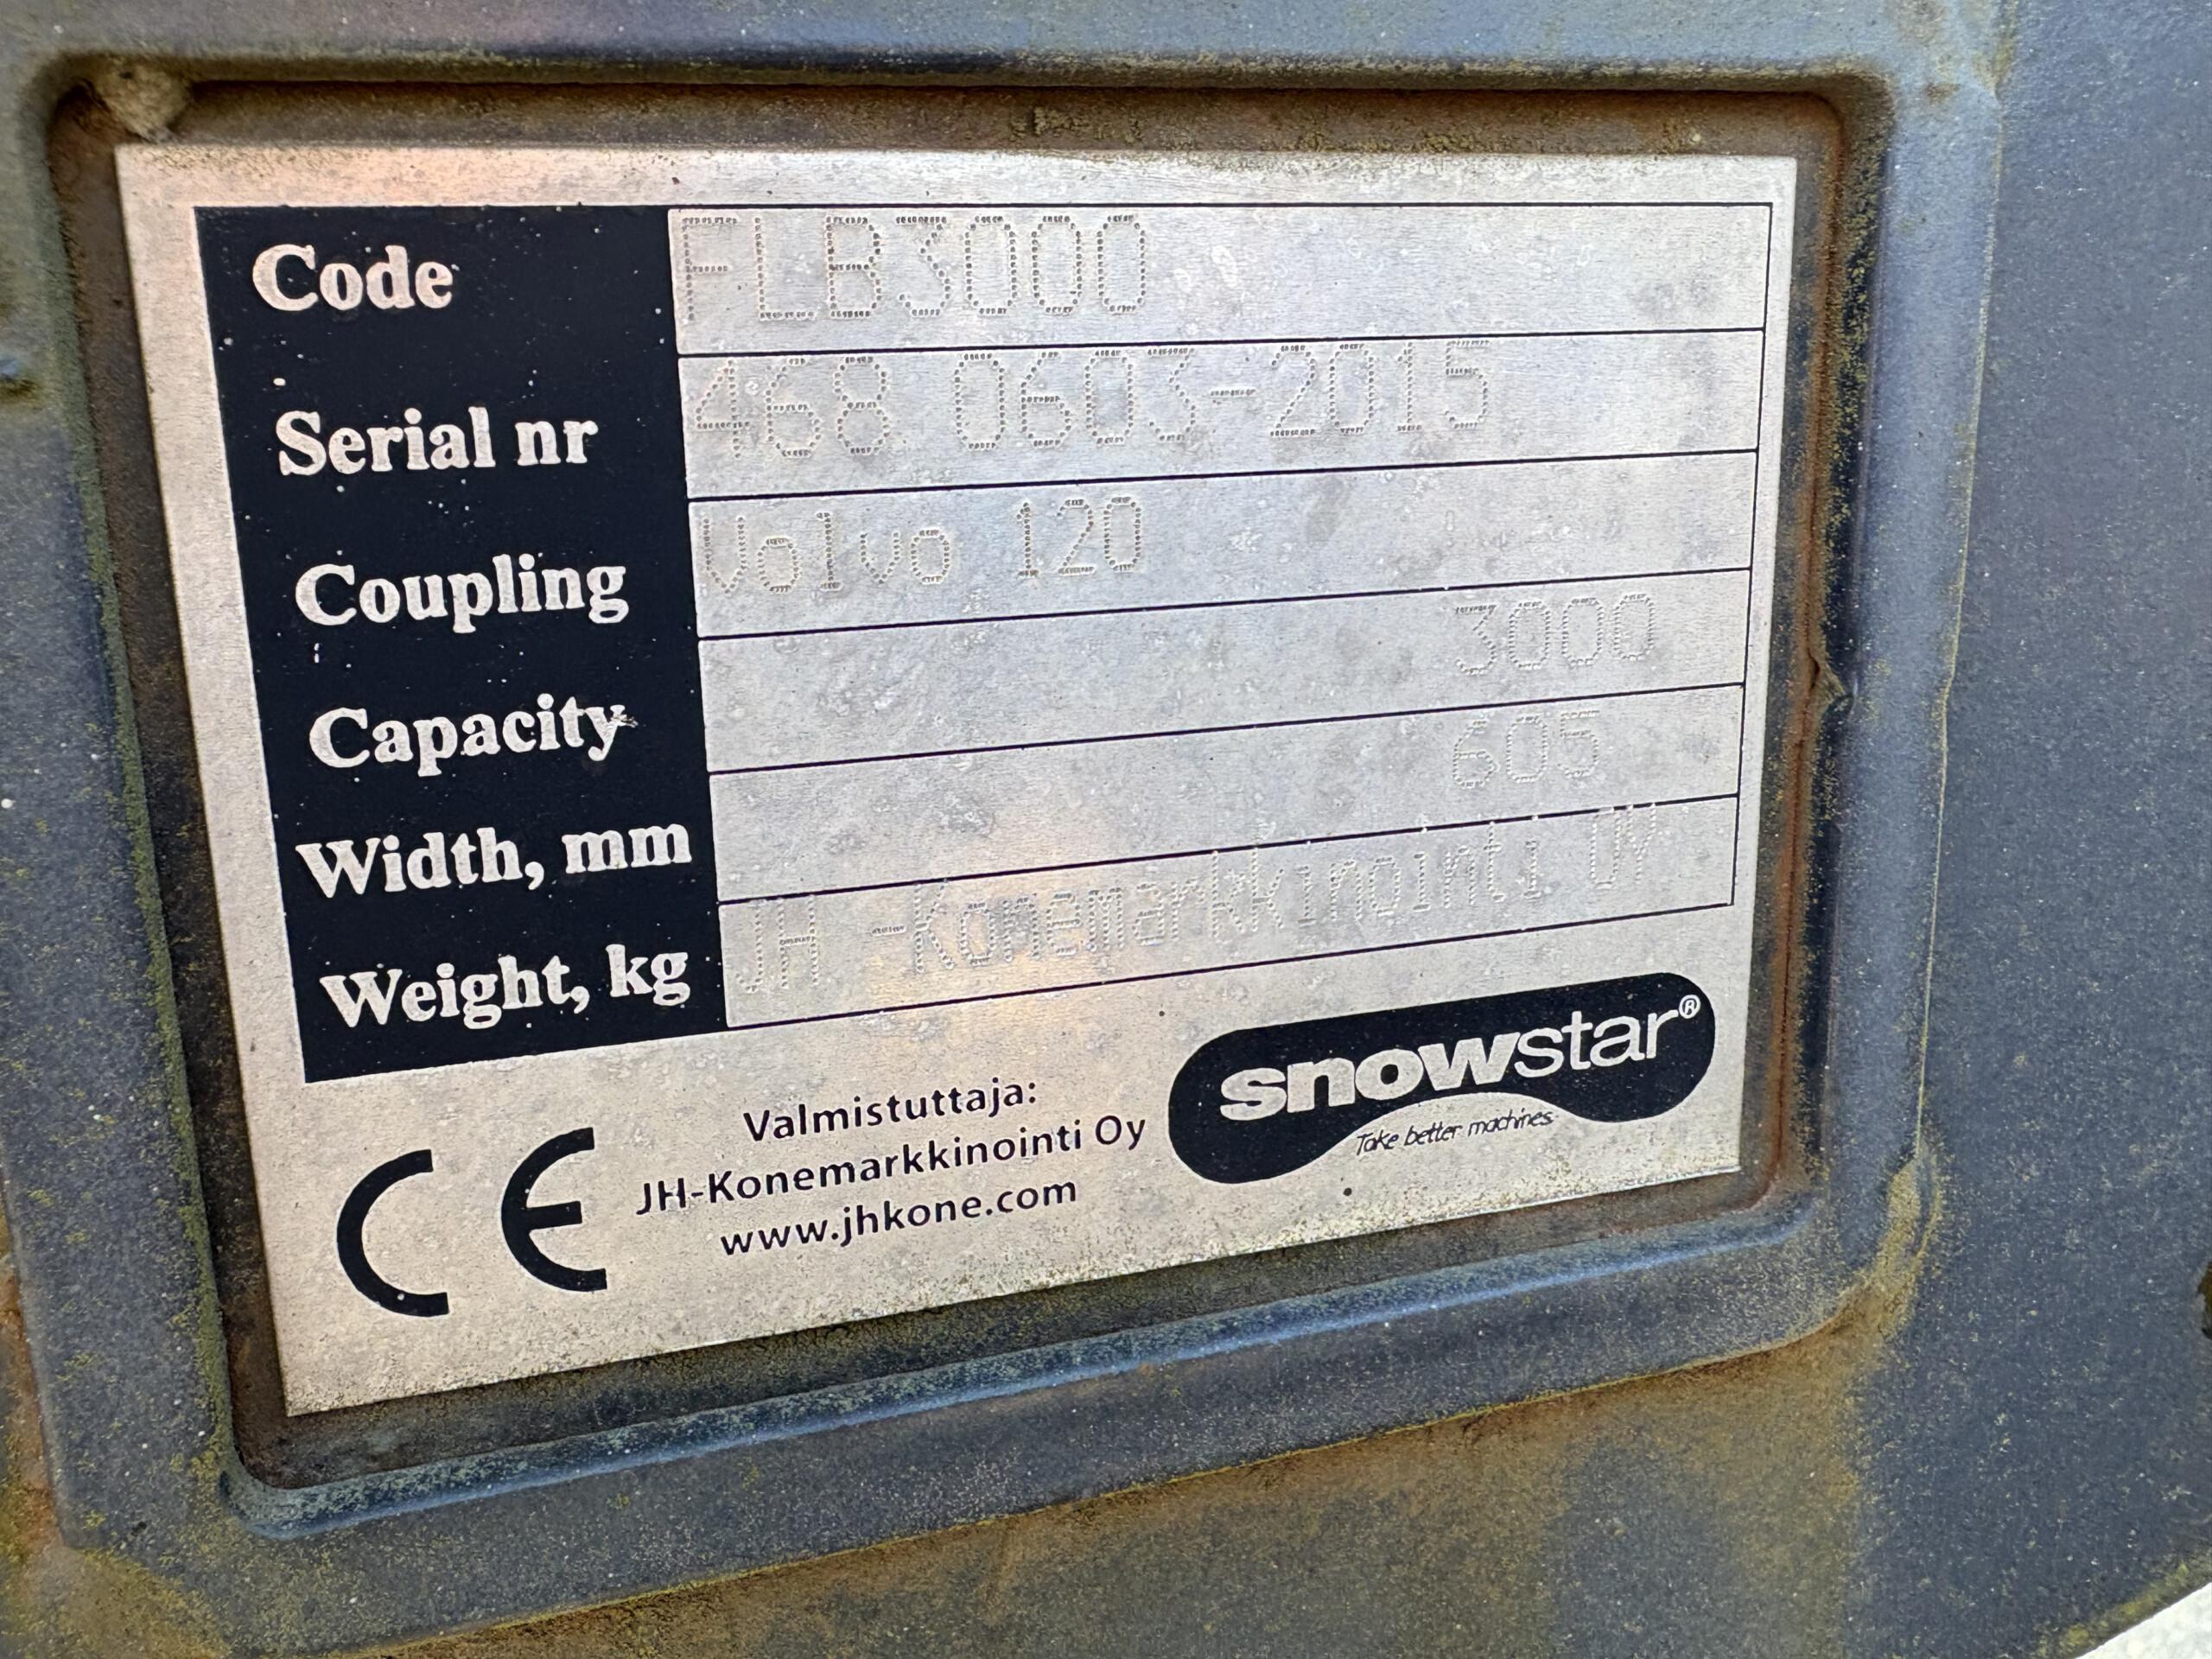 Code FLB3000
Serial nr 468 0603-2015
Coupling Volvo 120
Capacity
Width, mm 3000
Weight, kg 605
JH -Konemarkkinointi OY
Valmistuttaja:
JH-Konemarkkinointi Oy
www.jhkone.com
CE
snowstar®
Take better machines